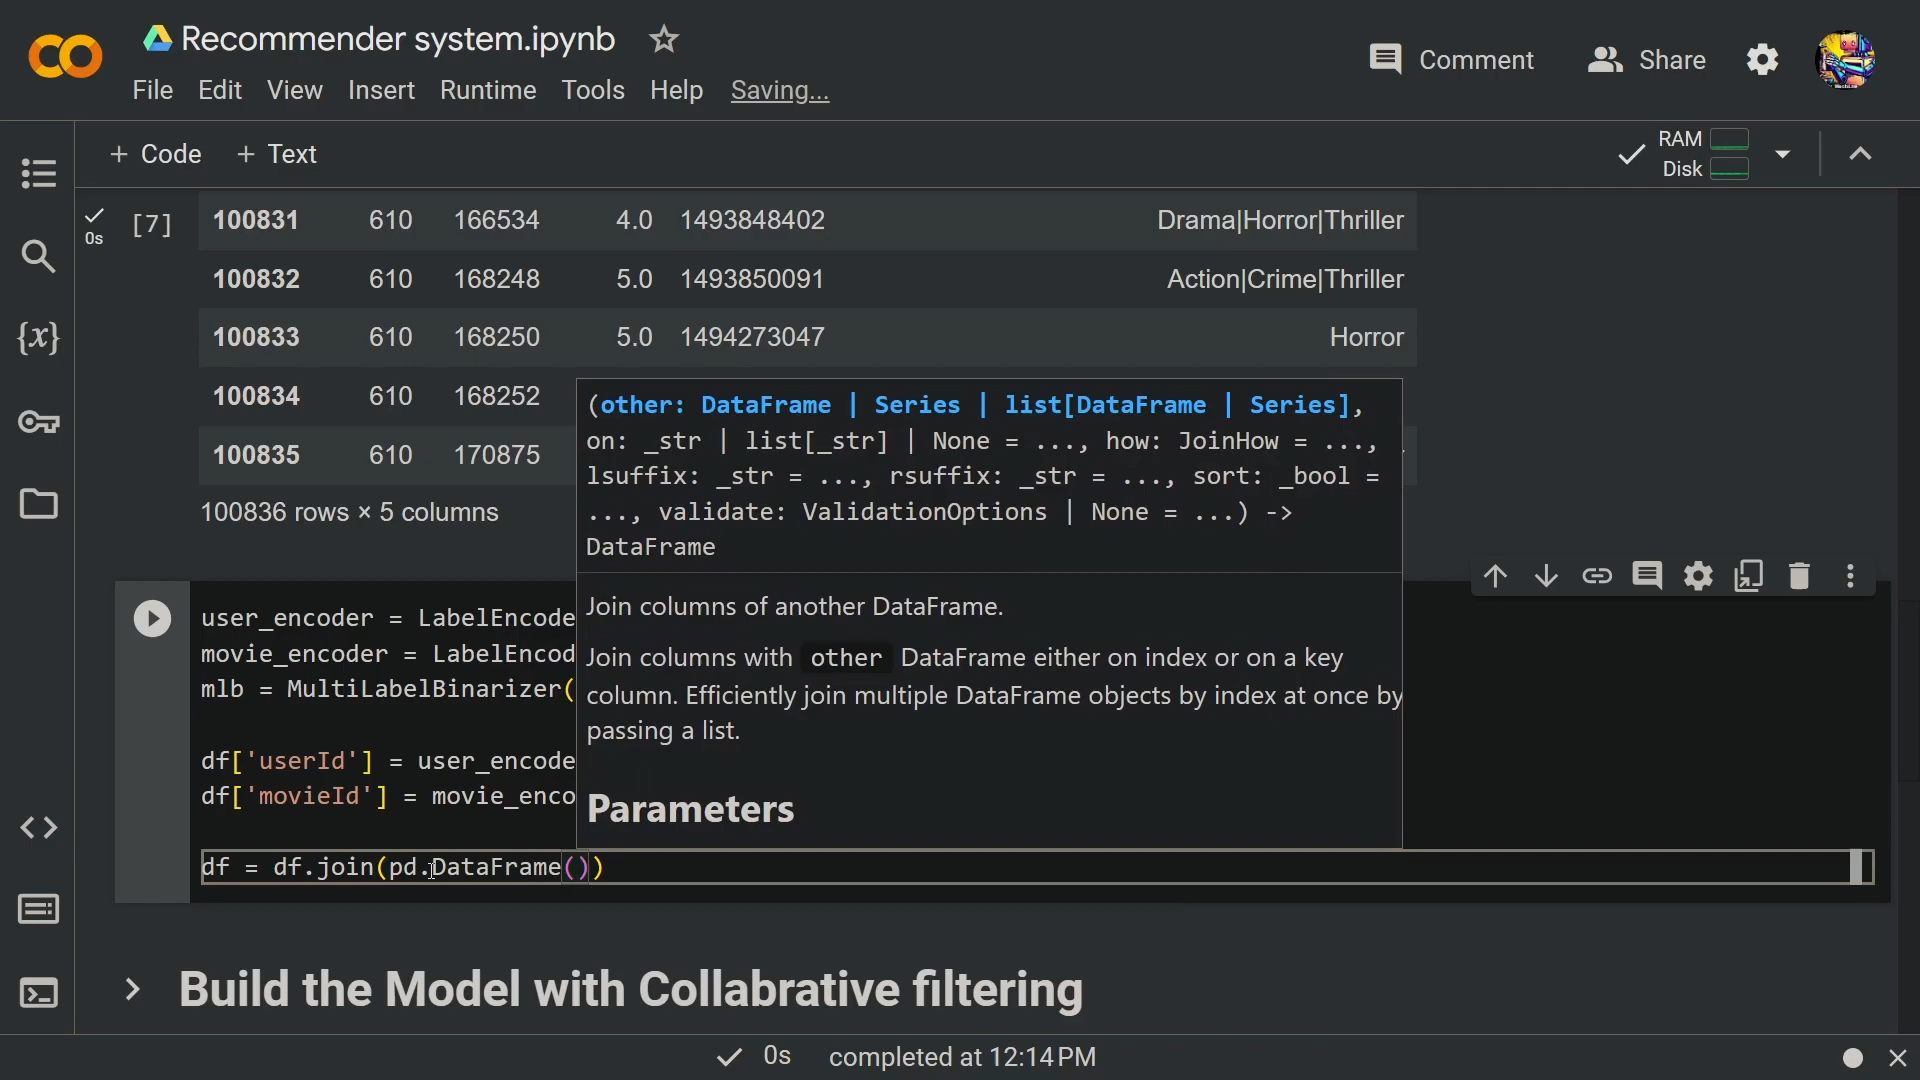 Recommender system.ipynb
Comment
Share
File Edit View Insert Runtime Tools Help Saving...
+ Code + Text
RAM
Disk
0s
[7]
100831 610 166534 4.0 1493848402 Drama|Horror|Thriller
100832 610 168248 5.0 1493850091 Action|Crime|Thriller
100833 610 168250 5.0 1494273047 Horror
100834 610 168252
100835 610 170875
100836 rows × 5 columns
(other: DataFrame | Series | list[DataFrame | Series],
on: _str | list[_str] | None = ..., how: JoinHow = ...,
lsuffix: _str = ..., rsuffix: _str = ..., sort: _bool =
..., validate: ValidationOptions | None = ...) ->
DataFrame
Join columns of another DataFrame.
Join columns with other DataFrame either on index or on a key
column. Efficiently join multiple DataFrame objects by index at once by
passing a list.
Parameters
user_encoder = LabelEncode
movie_encoder = LabelEncod
mlb = MultiLabelBinarizer(
df['userId'] = user_encode
df['movieId'] = movie_enco
df = df.join(pd.DataFrame())
Build the Model with Collabrative filtering
0s completed at 12:14 PM